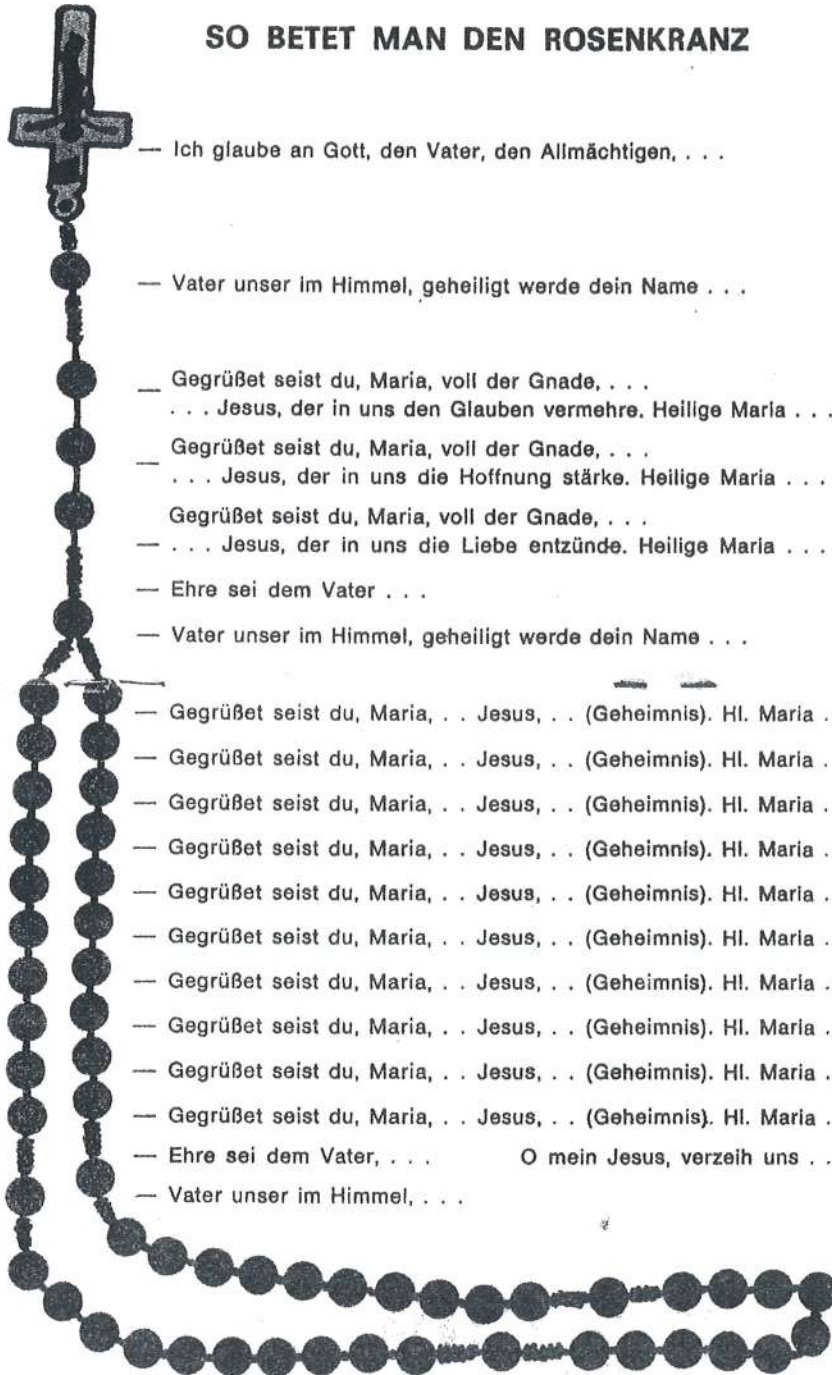 SO BETET MAN DEN ROSENKRANZ
— Ich glaube an Gott, den Vater, den Allmächtigen, . . .
— Vater unser im Himmel, geheiligt werde dein Name . . .
— Gegrüßet seist du, Maria, voll der Gnade, . . .
. . . Jesus, der in uns den Glauben vermehre. Heilige Maria . . .
— Gegrüßet seist du, Maria, voll der Gnade, . . .
. . . Jesus, der in uns die Hoffnung stärke. Heilige Maria . . .
Gegrüßet seist du, Maria, voll der Gnade, . . .
— . . . Jesus, der in uns die Liebe entzünde. Heilige Maria . . .
— Ehre sei dem Vater . . .
— Vater unser im Himmel, geheiligt werde dein Name . . .
— Gegrüßet seist du, Maria, . . Jesus, . . (Geheimnis). Hl. Maria .
— Gegrüßet seist du, Maria, . . Jesus, . . (Geheimnis). Hl. Maria .
— Gegrüßet seist du, Maria, . . Jesus, . . (Geheimnis). Hl. Maria .
— Gegrüßet seist du, Maria, . . Jesus, . . (Geheimnis). Hl. Maria .
— Gegrüßet seist du, Maria, . . Jesus, . . (Geheimnis). Hl. Maria .
— Gegrüßet seist du, Maria, . . Jesus, . . (Geheimnis). Hl. Maria .
— Gegrüßet seist du, Maria, . . Jesus, . . (Geheimnis). Hl. Maria .
— Gegrüßet seist du, Maria, . . Jesus, . . (Geheimnis). Hl. Maria .
— Gegrüßet seist du, Maria, . . Jesus, . . (Geheimnis). Hl. Maria .
— Gegrüßet seist du, Maria, . . Jesus, . . (Geheimnis). Hl. Maria .
— Ehre sei dem Vater, . . . O mein Jesus, verzeih uns . .
— Vater unser im Himmel, . . .